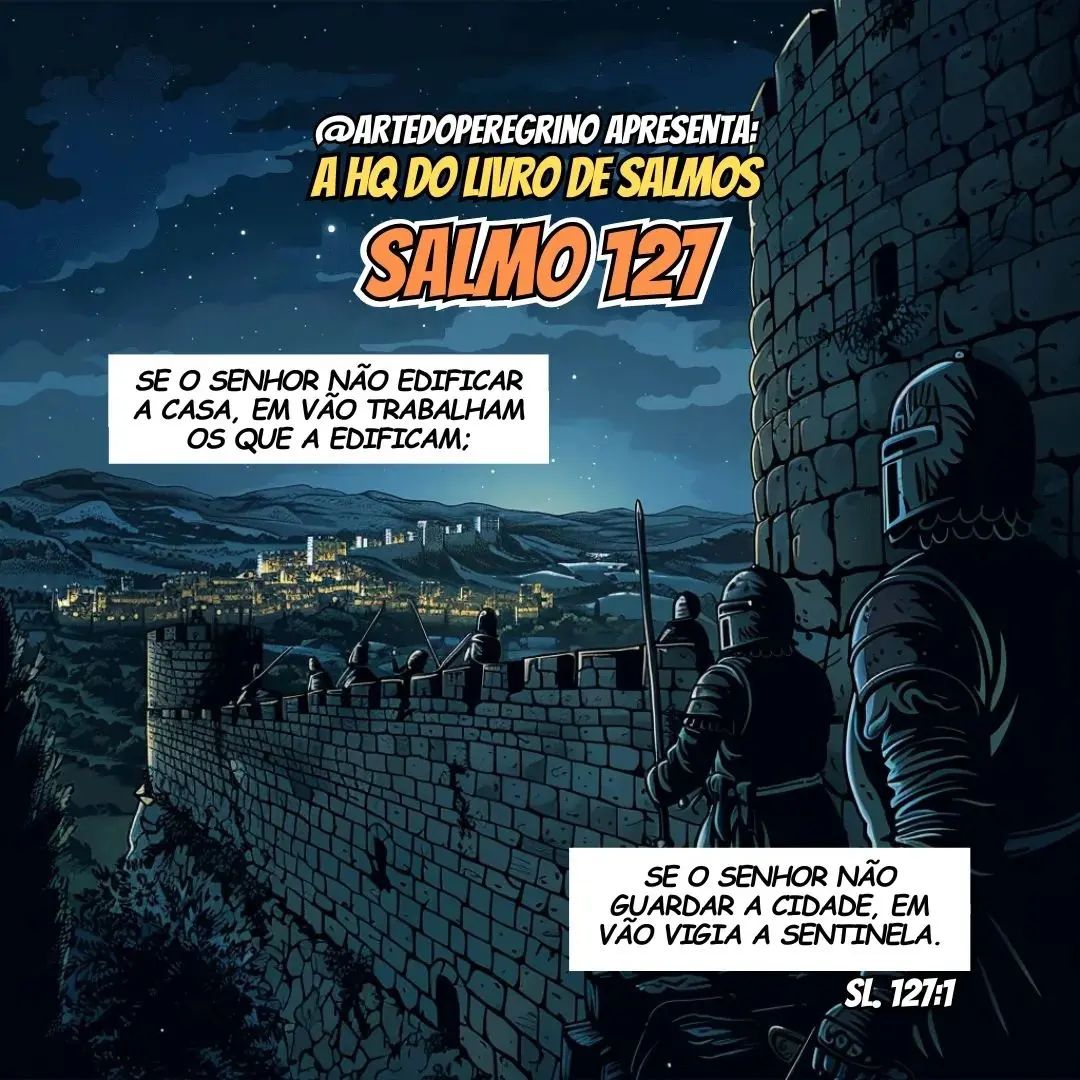 @ARTEDOPEREGRINO APRESENTA:
A HQ DO LIVRO DE SALMOS
SALMO 127
SE O SENHOR NÃO EDIFICAR
A CASA, EM VÃO TRABALHAM
OS QUE A EDIFICAM;
SE O SENHOR NÃO
GUARDAR A CIDADE, EM
VÃO VIGIA A SENTINELA.
SL. 127:1